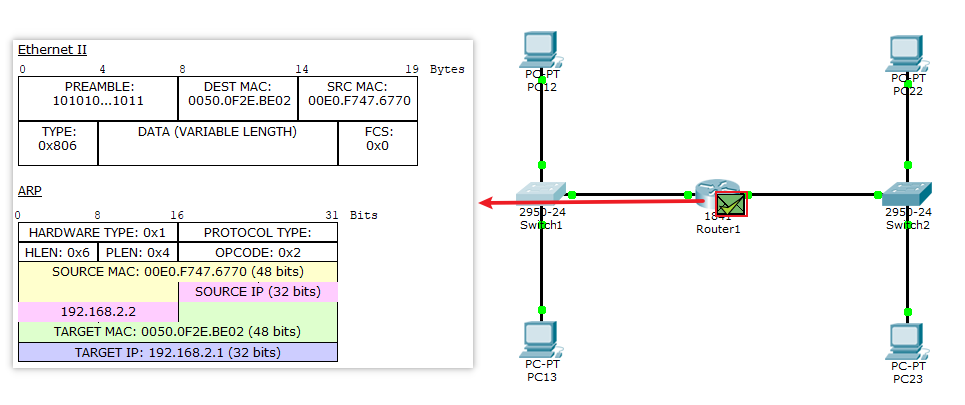 Ethernet II
0 4 8 14 19 Bytes
PREAMBLE: DEST MAC: SRC MAC:
101010...1011 0050.0F2E.BE02 00E0.F747.6770
TYPE: DATA (VARIABLE LENGTH) FCS:
0x806 0x0
ARP
0 8 16 31 Bits
HARDWARE TYPE: 0x1 PROTOCOL TYPE:
HLEN: 0x6 PLEN: 0x4 OPCODE: 0x2
SOURCE MAC: 00E0.F747.6770 (48 bits)
SOURCE IP (32 bits)
192.168.2.2
TARGET MAC: 0050.0F2E.BE02 (48 bits)
TARGET IP: 192.168.2.1 (32 bits)
PC-PT
PC12
PC-PT
PC22
2950-24
Switch1
1841
Router1
2950-24
Switch2
PC-PT
PC13
PC-PT
PC23